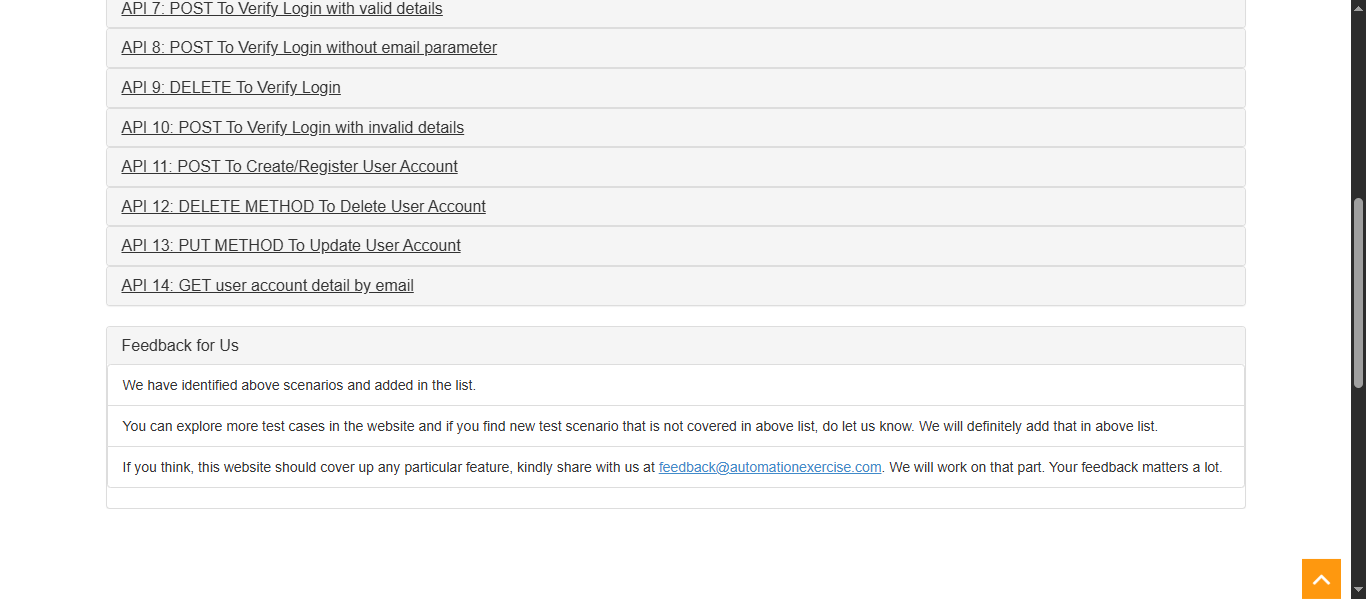 API 7: POST To Verify Login with valid details
API 8: POST To Verify Login without email parameter
API 9: DELETE To Verify Login
API 10: POST To Verify Login with invalid details
API 11: POST To Create/Register User Account
API 12: DELETE METHOD To Delete User Account
API 13: PUT METHOD To Update User Account
API 14: GET user account detail by email
Feedback for Us
We have identified above scenarios and added in the list.
You can explore more test cases in the website and if you find new test scenario that is not covered in above list, do let us know. We will definitely add that in above list.
If you think, this website should cover up any particular feature, kindly share with us at feedback@automationexercise.com. We will work on that part. Your feedback matters a lot.